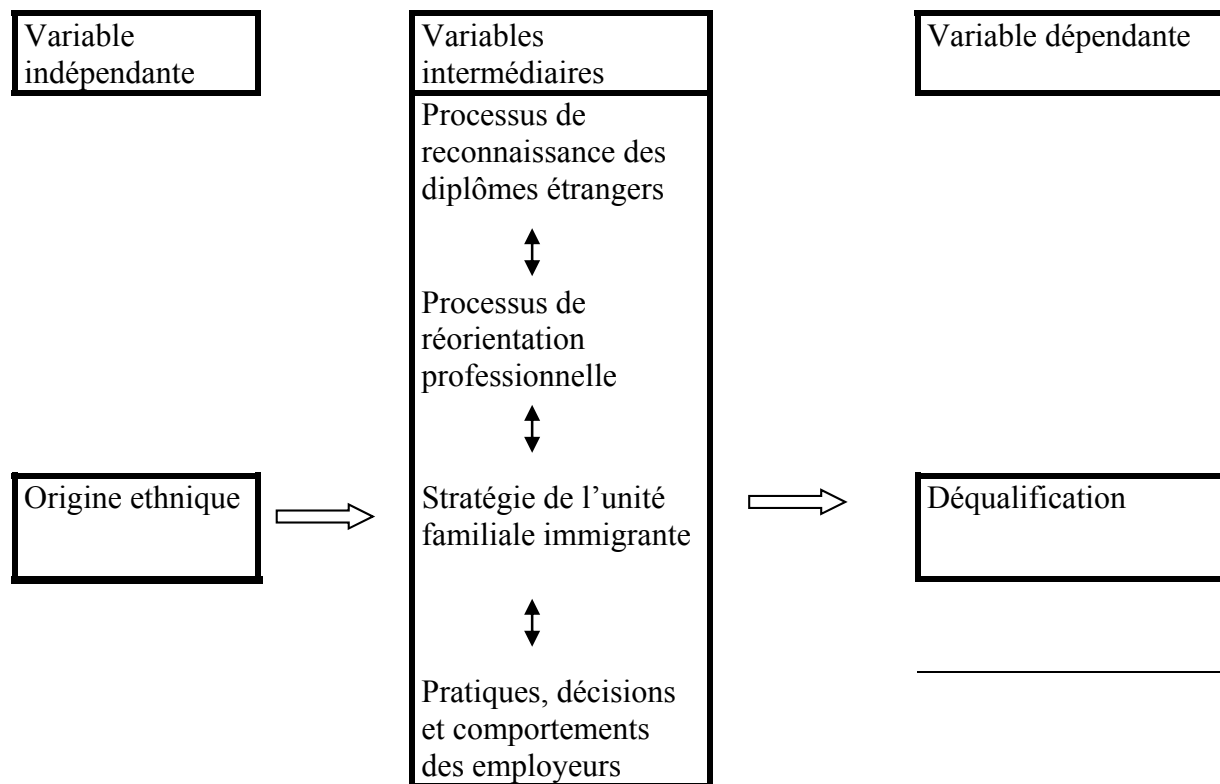 Variable
indépendante
Variables
intermédiaires
Variable dépendante
Processus de
reconnaissance des
diplômes étrangers
Processus de
réorientation
professionnelle
Origine ethnique
Stratégie de l’unité
familiale immigrante
Déqualification
Pratiques, décisions
et comportements
des employeurs